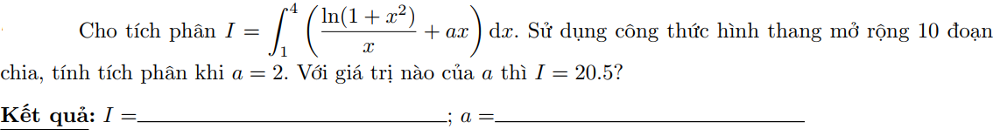 Cho tích phân $I = \int_{1}^{4} \left( \frac{\ln(1 + x^2)}{x} + ax \right) \mathrm{d}x$. Sử dụng công thức hình thang mở rộng 10 đoạn
chia, tính tích phân khi $a = 2$. Với giá trị nào của $a$ thì $I = 20.5$?
Kết quả: $I =$ ; $a =$